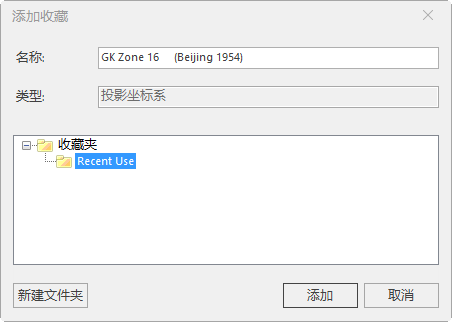 添加收藏
名称:
GK Zone 16 (Beijing 1954)
类型:
投影坐标系
收藏夹
Recent Use
新建文件夹
添加
取消